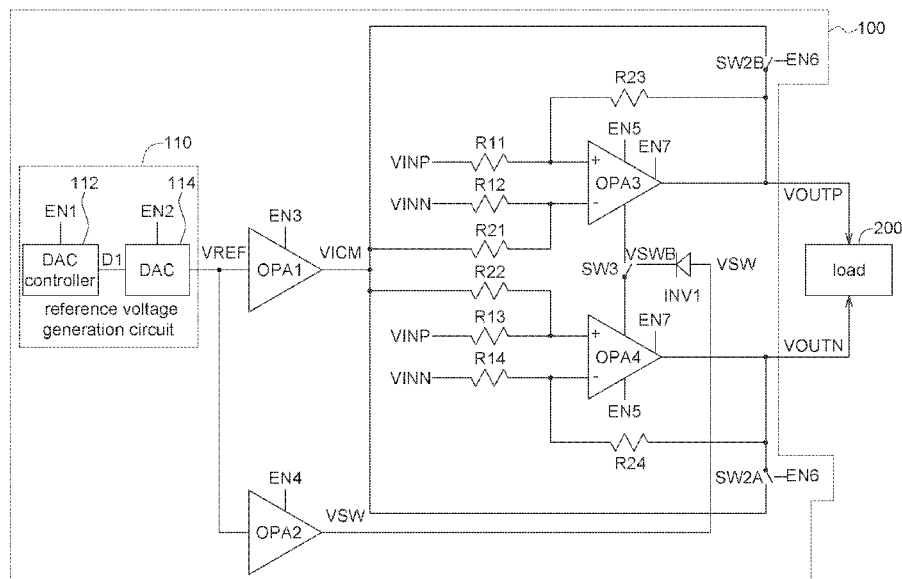 100
SW2B
EN6
R23
EN5
EN7
110
R11
VINP
+
OPA3
-
VOUTP
112
114
R12
VINN
EN1
EN2
EN3
R21
VSWB
200
VREF
VICM
SW3
VSW
load
DAC controller
D1
DAC
OPA1
R22
INV1
reference voltage generation circuit
R13
VINP
+
EN7
OPA4
-
VOUTN
R14
VINN
EN5
R24
SW2A
EN6
EN4
OPA2
VSW